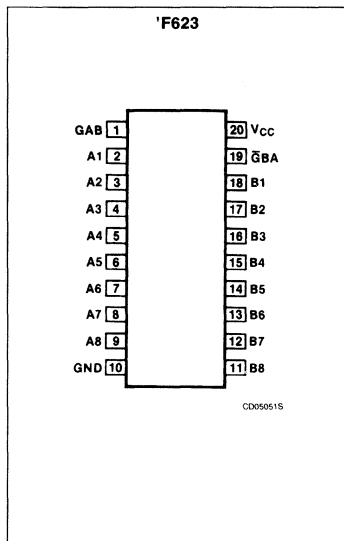 'F623
GAB 1 20 VCC
A1 2 19 G̅BA
A2 3 18 B1
A3 4 17 B2
A4 5 16 B3
A5 6 15 B4
A6 7 14 B5
A7 8 13 B6
A8 9 12 B7
GND 10 11 B8
CD05051S